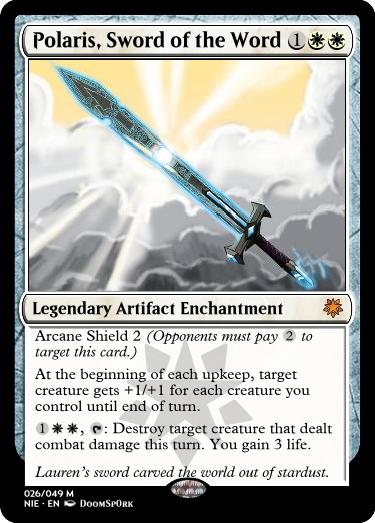 Polaris, Sword of the Word 1
Legendary Artifact Enchantment
Arcane Shield 2 (Opponents must pay 2 to
target this card.)
At the beginning of each upkeep, target
creature gets +1/+1 for each creature you
control until end of turn.
1, : Destroy target creature that dealt
combat damage this turn. You gain 3 life.
Lauren's sword carved the world out of stardust.
026/049 M
NIE • EN DoomSp0rk